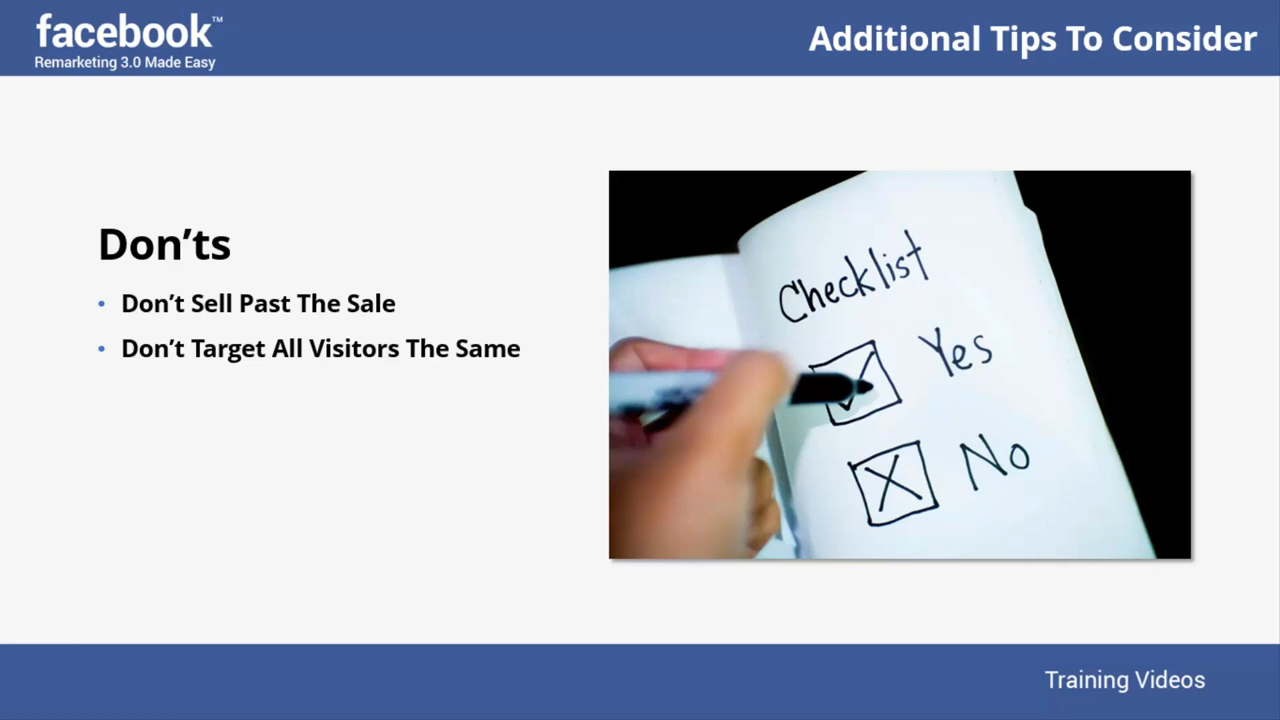 facebook™
Remarketing 3.0 Made Easy
Additional Tips To Consider
Don’ts
• Don’t Sell Past The Sale
• Don’t Target All Visitors The Same
Checklist
Yes
No
Training Videos